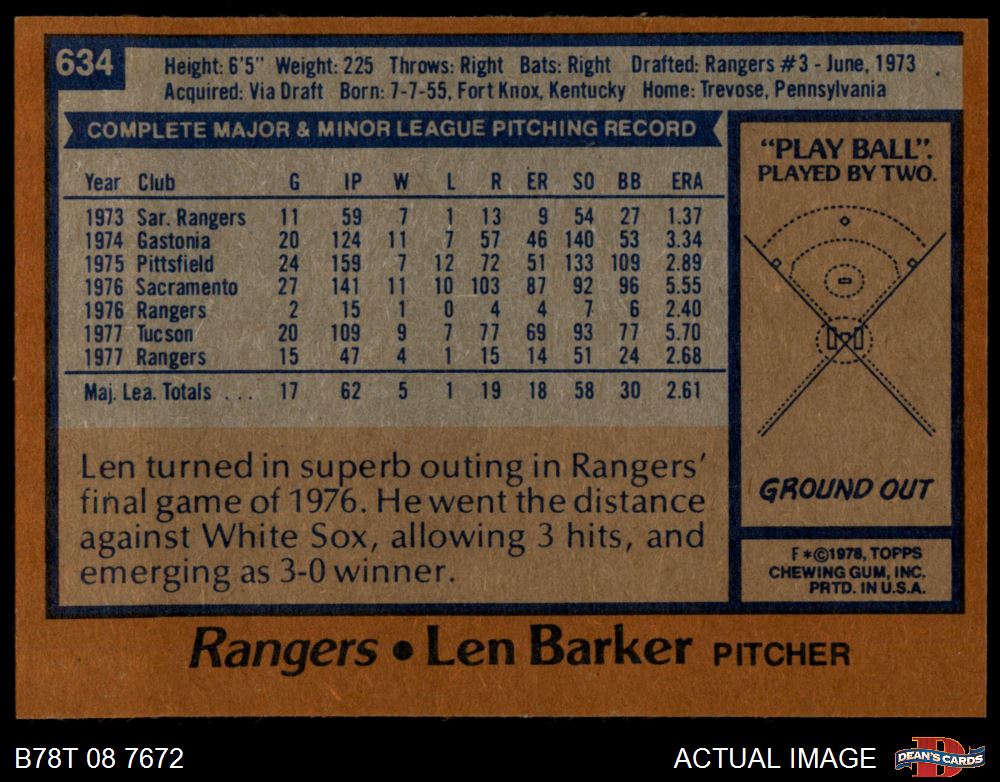 634
Height: 6'5" Weight: 225 Throws: Right Bats: Right Drafted: Rangers #3 - June, 1973
Acquired: Via Draft Born: 7-7-55, Fort Knox, Kentucky Home: Trevose, Pennsylvania
COMPLETE MAJOR & MINOR LEAGUE PITCHING RECORD
Year Club G IP W L R ER SO BB ERA
1973 Sar. Rangers 11 59 7 1 13 9 54 27 1.37
1974 Gastonia 20 124 11 7 57 46 140 53 3.34
1975 Pittsfield 24 159 7 12 72 51 133 109 2.89
1976 Sacramento 27 141 11 10 103 87 92 96 5.55
1976 Rangers 2 15 1 0 4 4 7 6 2.40
1977 Tucson 20 109 9 7 77 69 93 77 5.70
1977 Rangers 15 47 4 1 15 14 51 24 2.68
Maj. Lea. Totals . . . 17 62 5 1 19 18 58 30 2.61
Len turned in superb outing in Rangers'
final game of 1976. He went the distance
against White Sox, allowing 3 hits, and
emerging as 3-0 winner.
"PLAY BALL".
PLAYED BY TWO.
GROUND OUT
F*©1978, TOPPS
CHEWING GUM, INC.
PRTD. IN U.S.A.
Rangers • Len Barker PITCHER
B78T 08 7672
ACTUAL IMAGE
D
DEAN'S CARDS